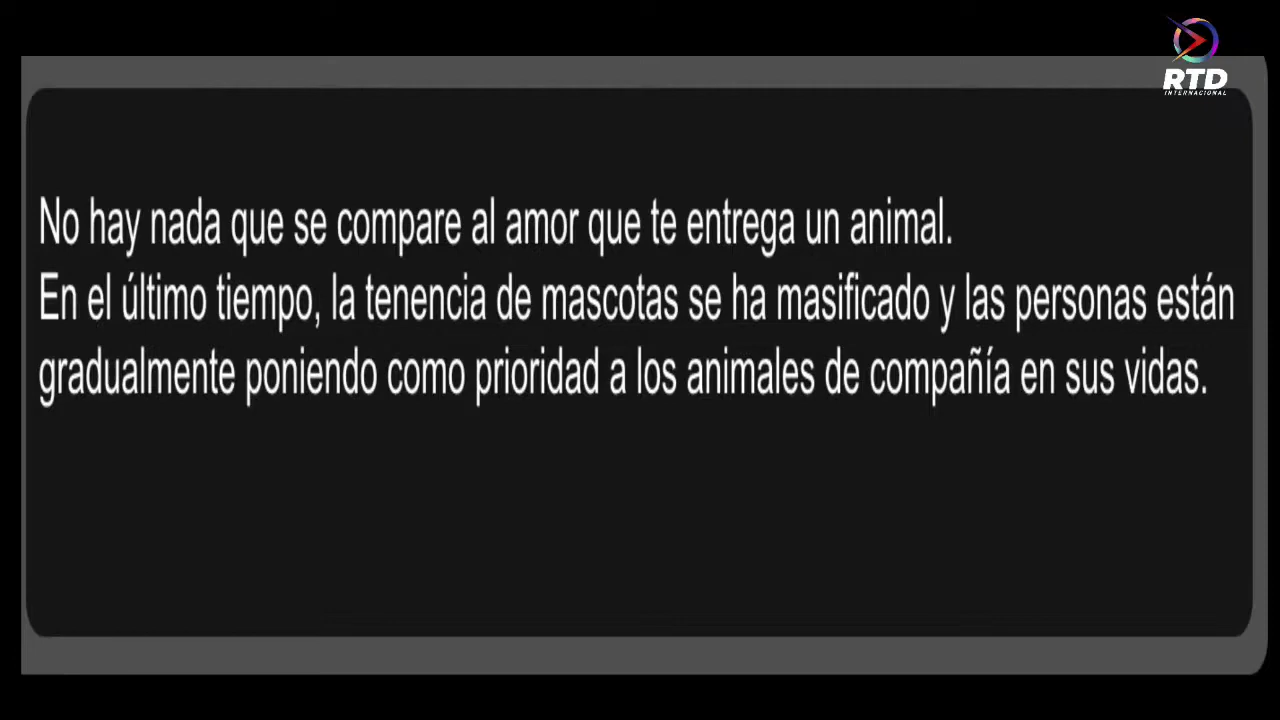 RTD
INTERNACIONAL
No hay nada que se compare al amor que te entrega un animal.
En el último tiempo, la tenencia de mascotas se ha masificado y las personas están
gradualmente poniendo como prioridad a los animales de compañía en sus vidas.